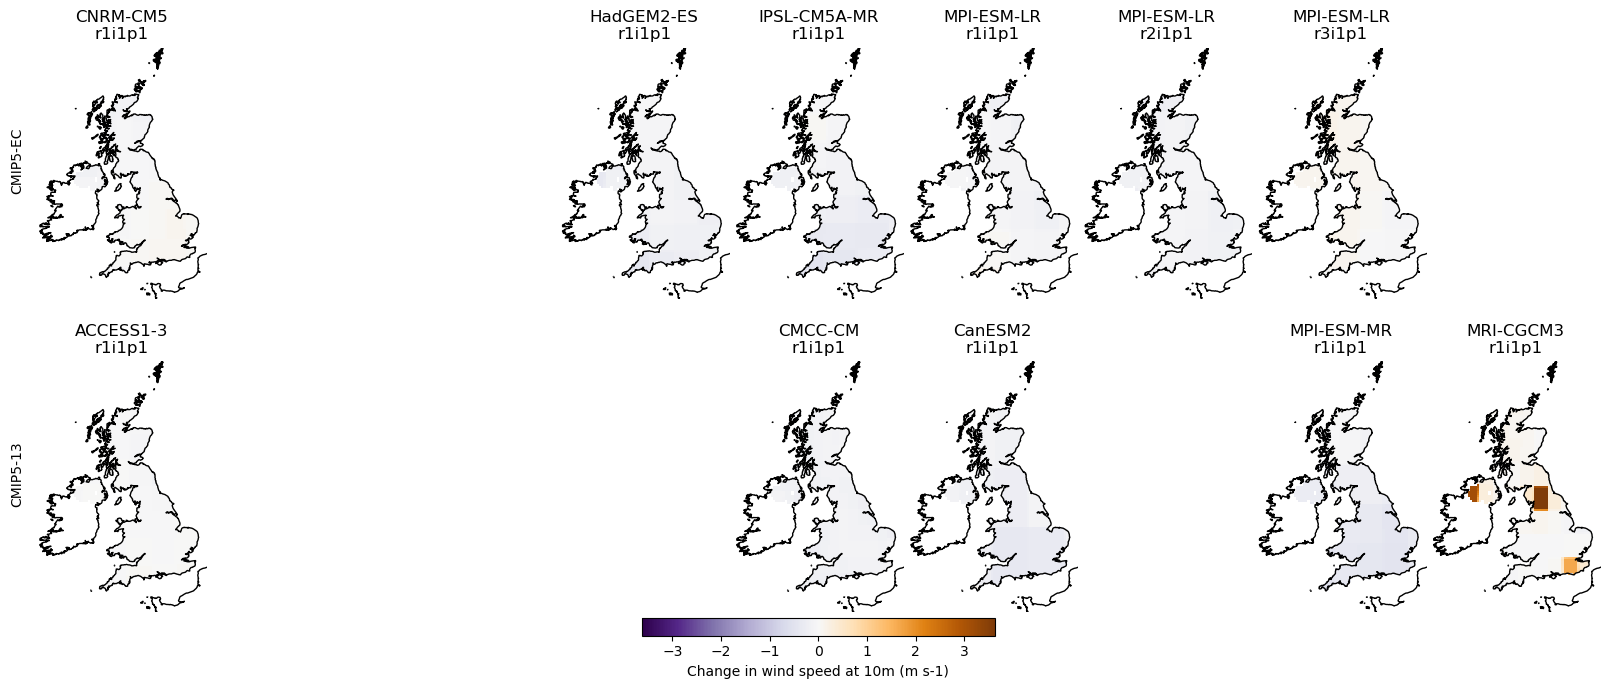 CNRM-CM5
r1i1p1
HadGEM2-ES
r1i1p1
IPSL-CM5A-MR
r1i1p1
MPI-ESM-LR
r1i1p1
MPI-ESM-LR
r2i1p1
MPI-ESM-LR
r3i1p1
CMIP5-EC
ACCESS1-3
r1i1p1
CMCC-CM
r1i1p1
CanESM2
r1i1p1
MPI-ESM-MR
r1i1p1
MRI-CGCM3
r1i1p1
CMIP5-13
−3 −2 −1 0 1 2 3
Change in wind speed at 10m (m s-1)